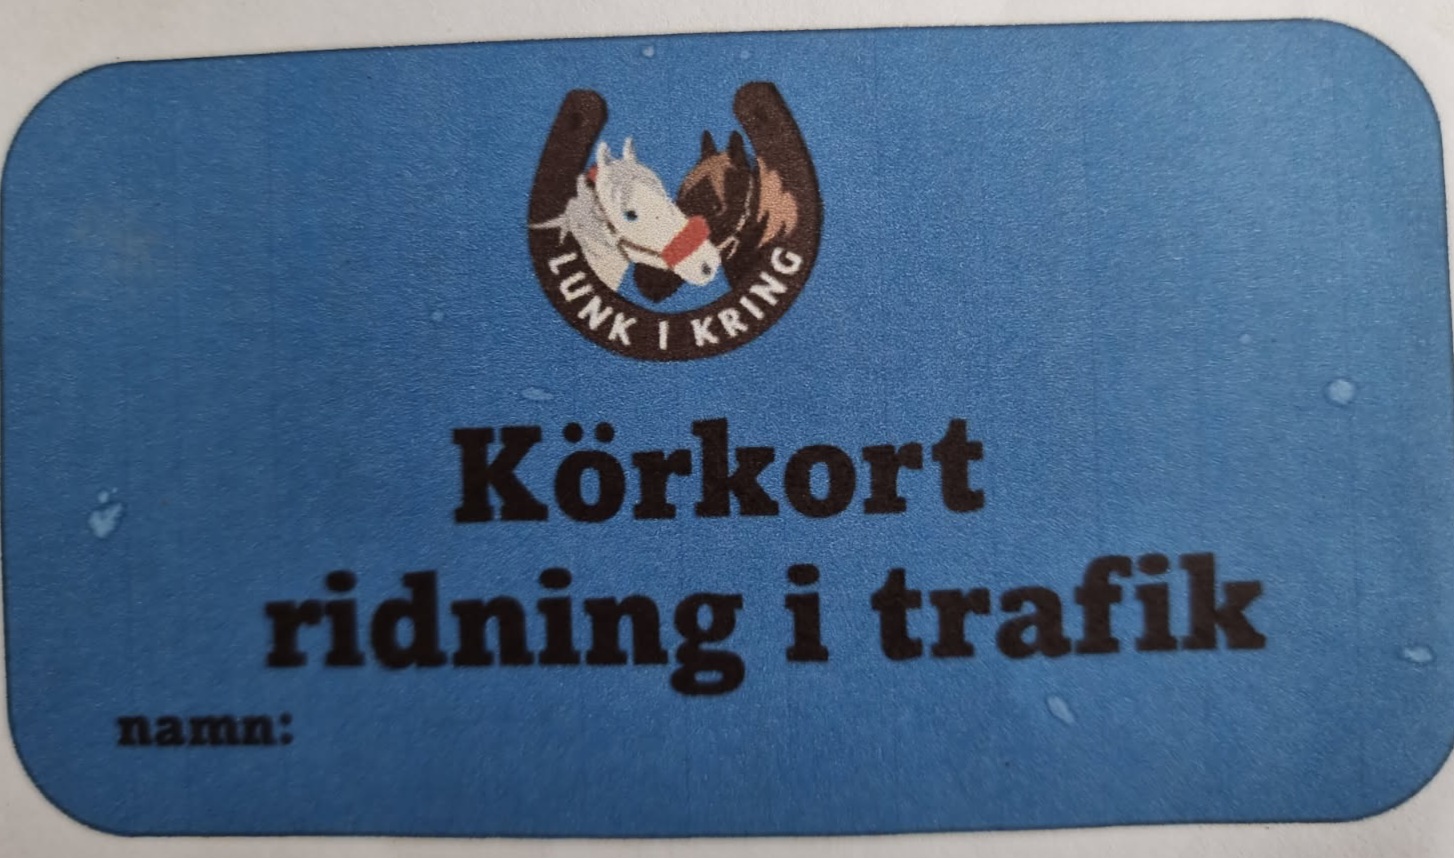 LUNK I KRING
Körkort
ridning i trafik
namn: